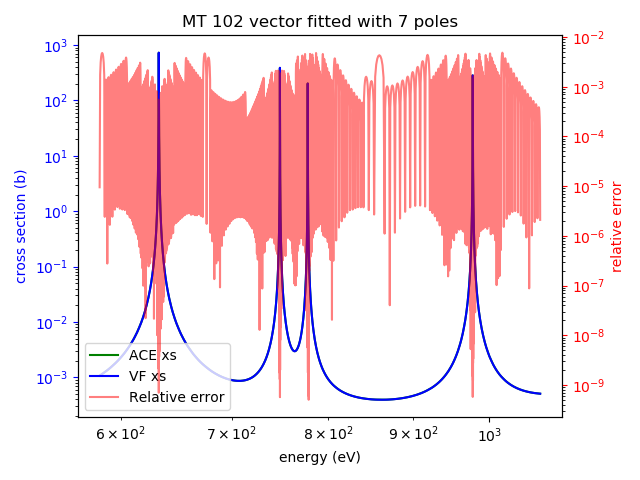 MT 102 vector fitted with 7 poles
cross section (b)
10³
10²
10¹
10⁰
10⁻¹
10⁻²
10⁻³
10⁻²
10⁻³
10⁻⁴
10⁻⁵
10⁻⁶
10⁻⁷
10⁻⁸
10⁻⁹
relative error
ACE xs
VF xs
Relative error
6 × 10² 7 × 10² 8 × 10² 9 × 10² 10³
energy (eV)